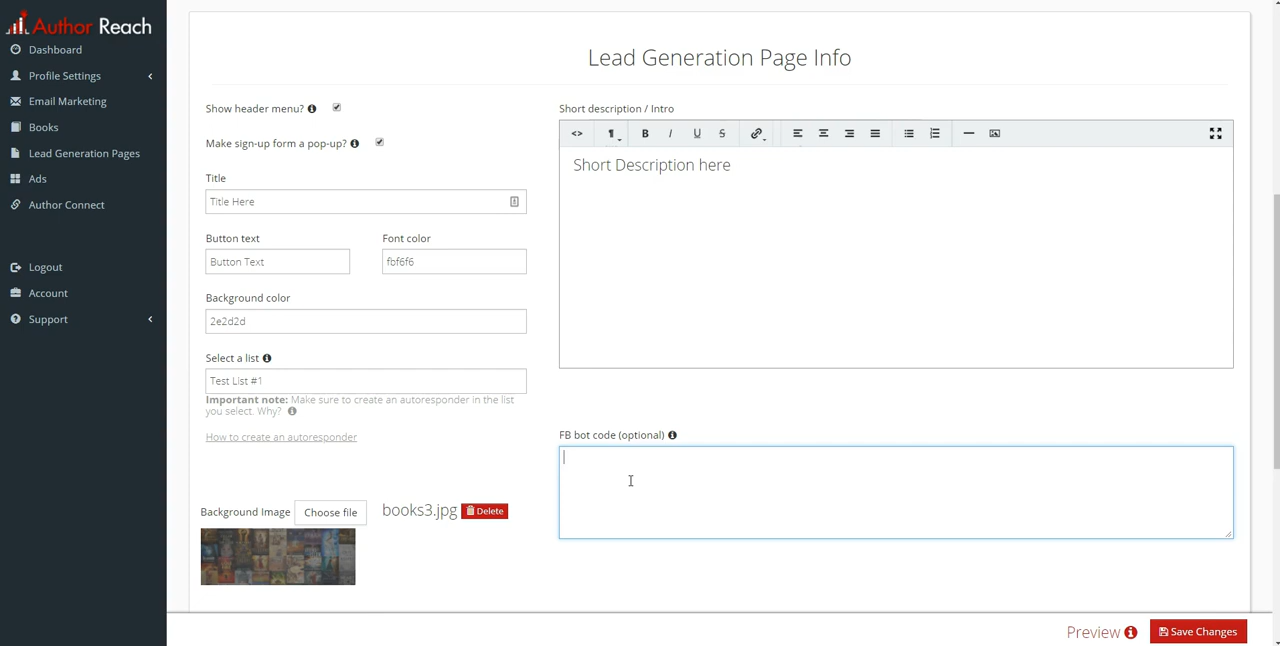 Author Reach
Dashboard
Profile Settings
Email Marketing
Books
Lead Generation Pages
Ads
Author Connect
Logout
Account
Support
Lead Generation Page Info
Show header menu?
Make sign-up form a pop-up?
Title
Title Here
Button text
Font color
Button Text
fbf6f6
Background color
2e2d2d
Select a list
Test List #1
Important note: Make sure to create an autoresponder in the list
you select. Why?
How to create an autoresponder
Background Image
Choose file
books3.jpg
Delete
Short description / Intro
Short Description here
FB bot code (optional)
Preview
Save Changes